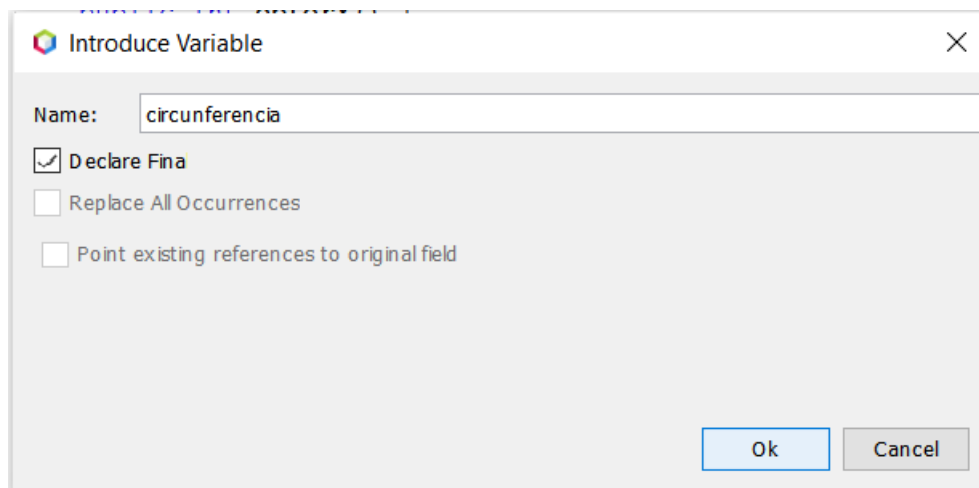 Introduce Variable
Name: circunferencia
Declare Fina
Replace All Occurrences
Point existing references to original field
Ok Cancel